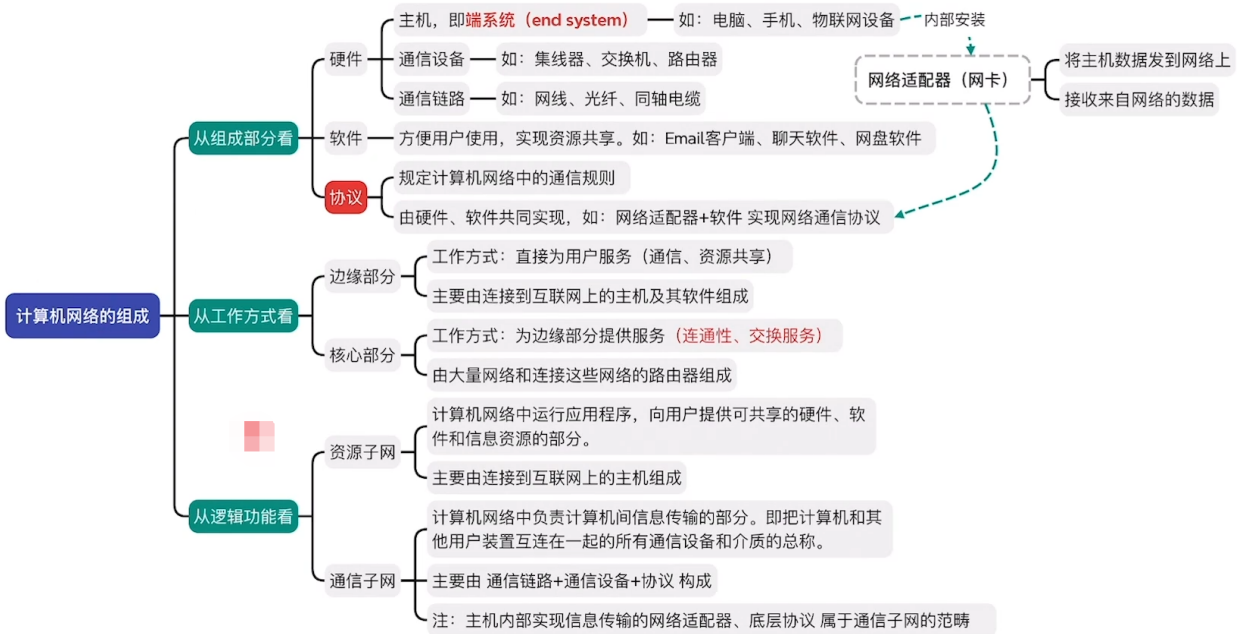 计算机网络的组成
从组成部分看
硬件
主机，即端系统（end system）
如：电脑、手机、物联网设备
内部安装
网络适配器（网卡）
将主机数据发到网络上
接收来自网络的数据
通信设备
如：集线器、交换机、路由器
通信链路
如：网线、光纤、同轴电缆
软件
方便用户使用，实现资源共享。如：Email客户端、聊天软件、网盘软件
协议
规定计算机网络中的通信规则
由硬件、软件共同实现，如：网络适配器+软件 实现网络通信协议
从工作方式看
边缘部分
工作方式：直接为用户服务（通信、资源共享）
主要由连接到互联网上的主机及其软件组成
核心部分
工作方式：为边缘部分提供服务（连通性、交换服务）
由大量网络和连接这些网络的路由器组成
从逻辑功能看
资源子网
计算机网络中运行应用程序，向用户提供可共享的硬件、软
件和信息资源的部分。
主要由连接到互联网上的主机组成
通信子网
计算机网络中负责计算机间信息传输的部分。即把计算机和其
他用户装置互连在一起的所有通信设备和介质的总称。
主要由 通信链路+通信设备+协议 构成
注：主机内部实现信息传输的网络适配器、底层协议 属于通信子网的范畴